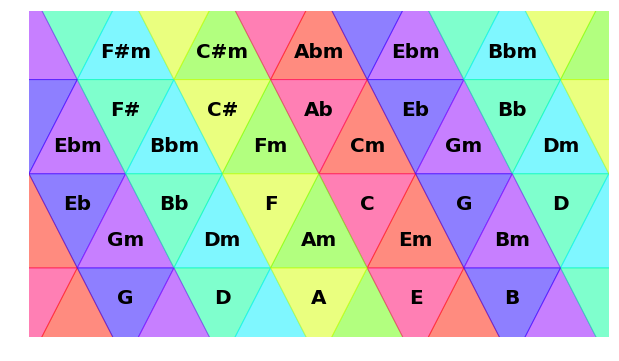 F#m C#m Abm Ebm Bbm
F# C# Ab Eb Bb
Ebm Bbm Fm Cm Gm Dm
Eb Bb F C G D
Gm Dm Am Em Bm
G D A E B